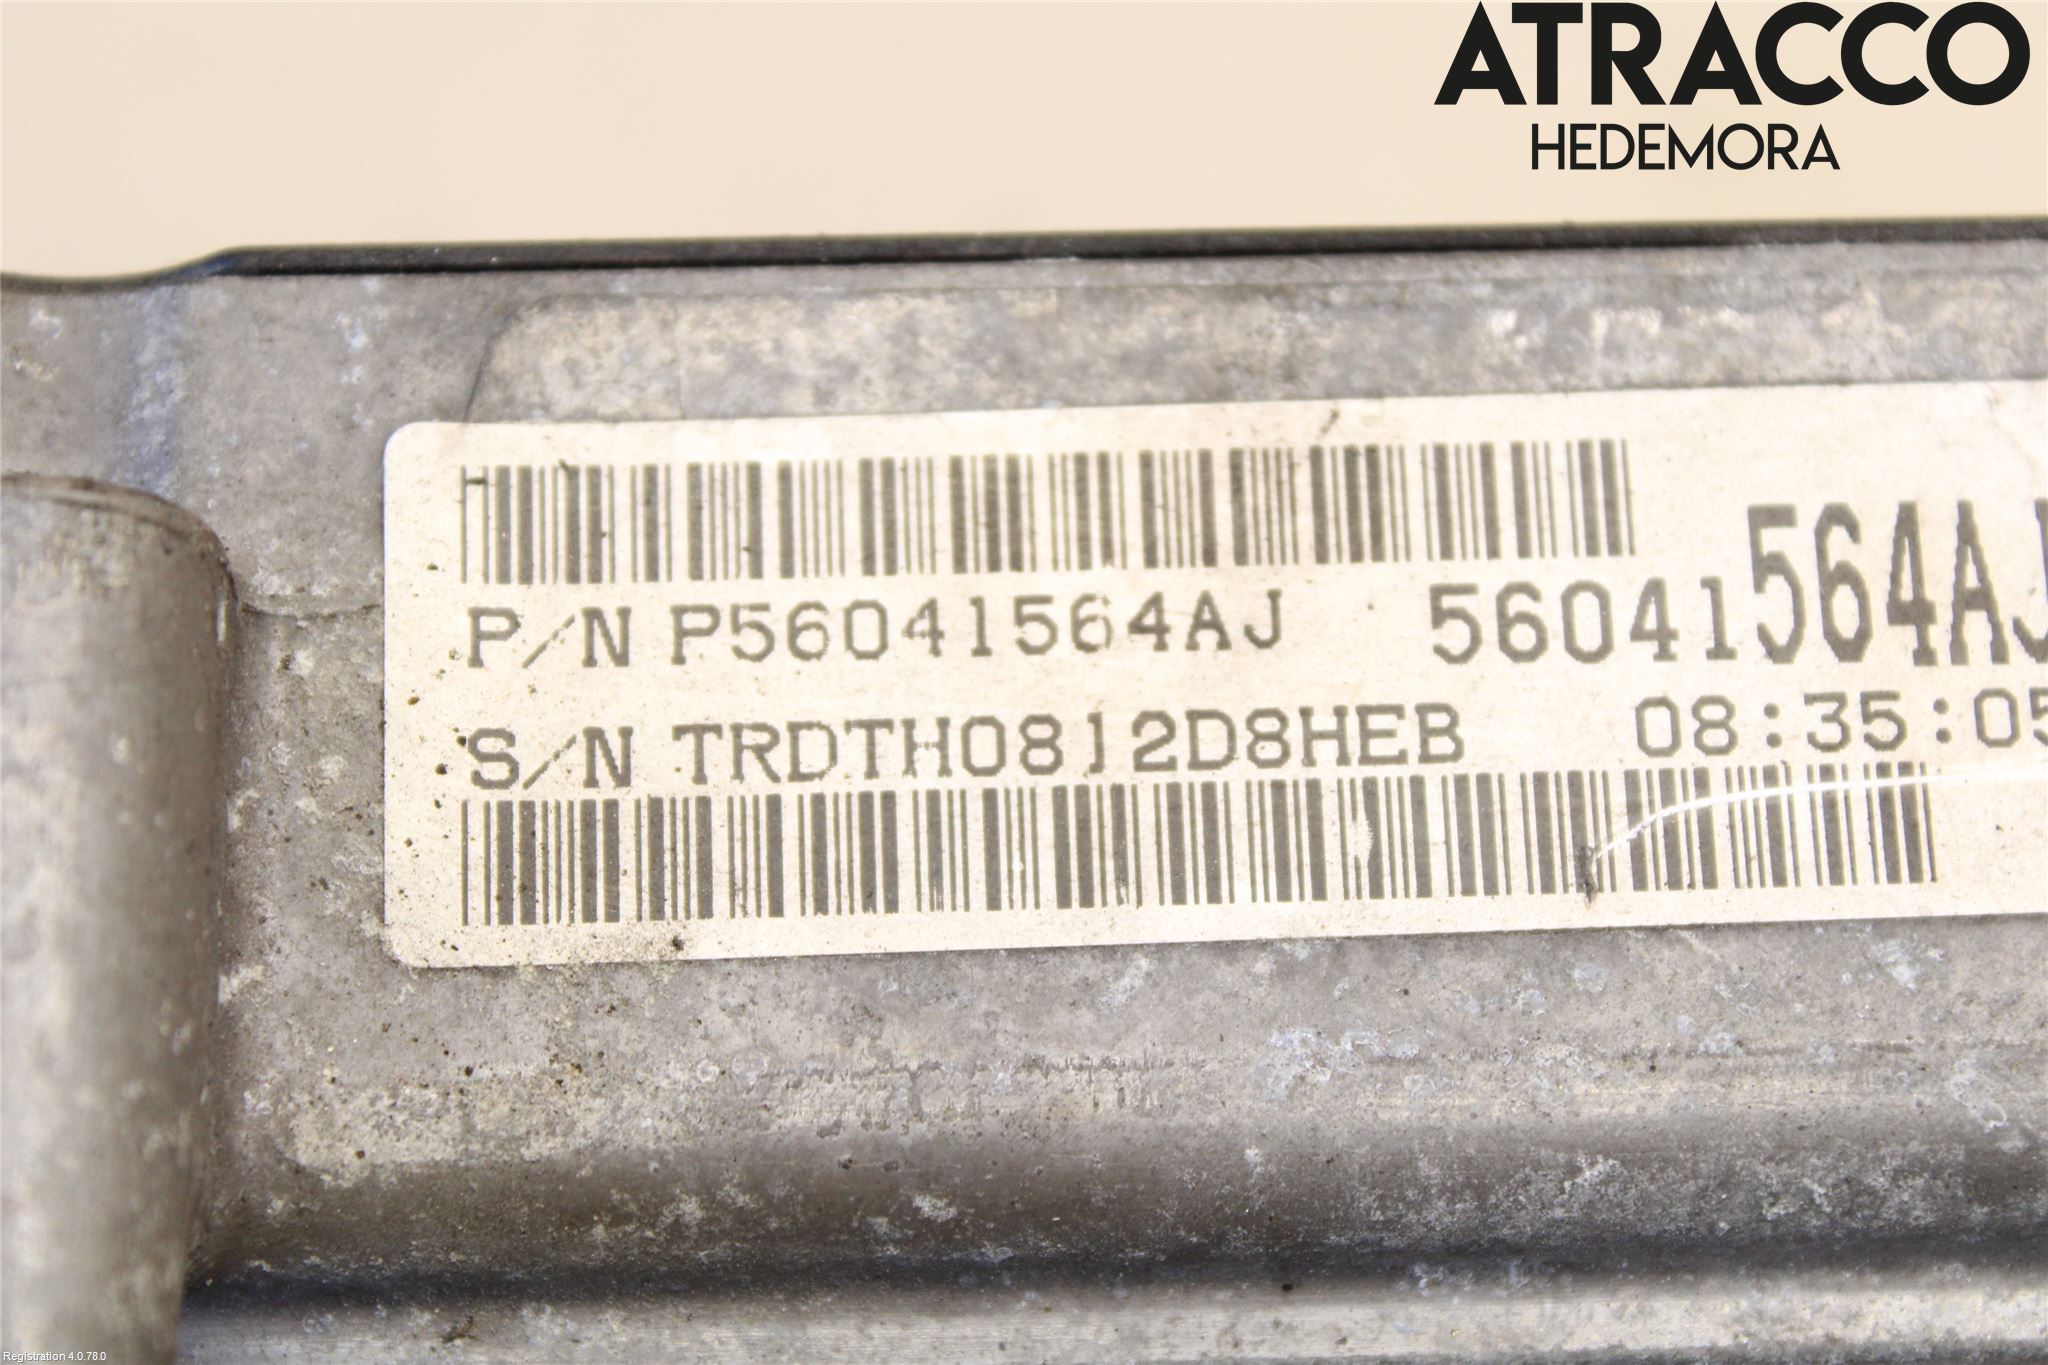 ATRACCO
HEDEMORA
P/N P56041564AJ 56041564AJ
S/N TRDTH0812D8HEB 08:35:05
Registration 4.0.78.0